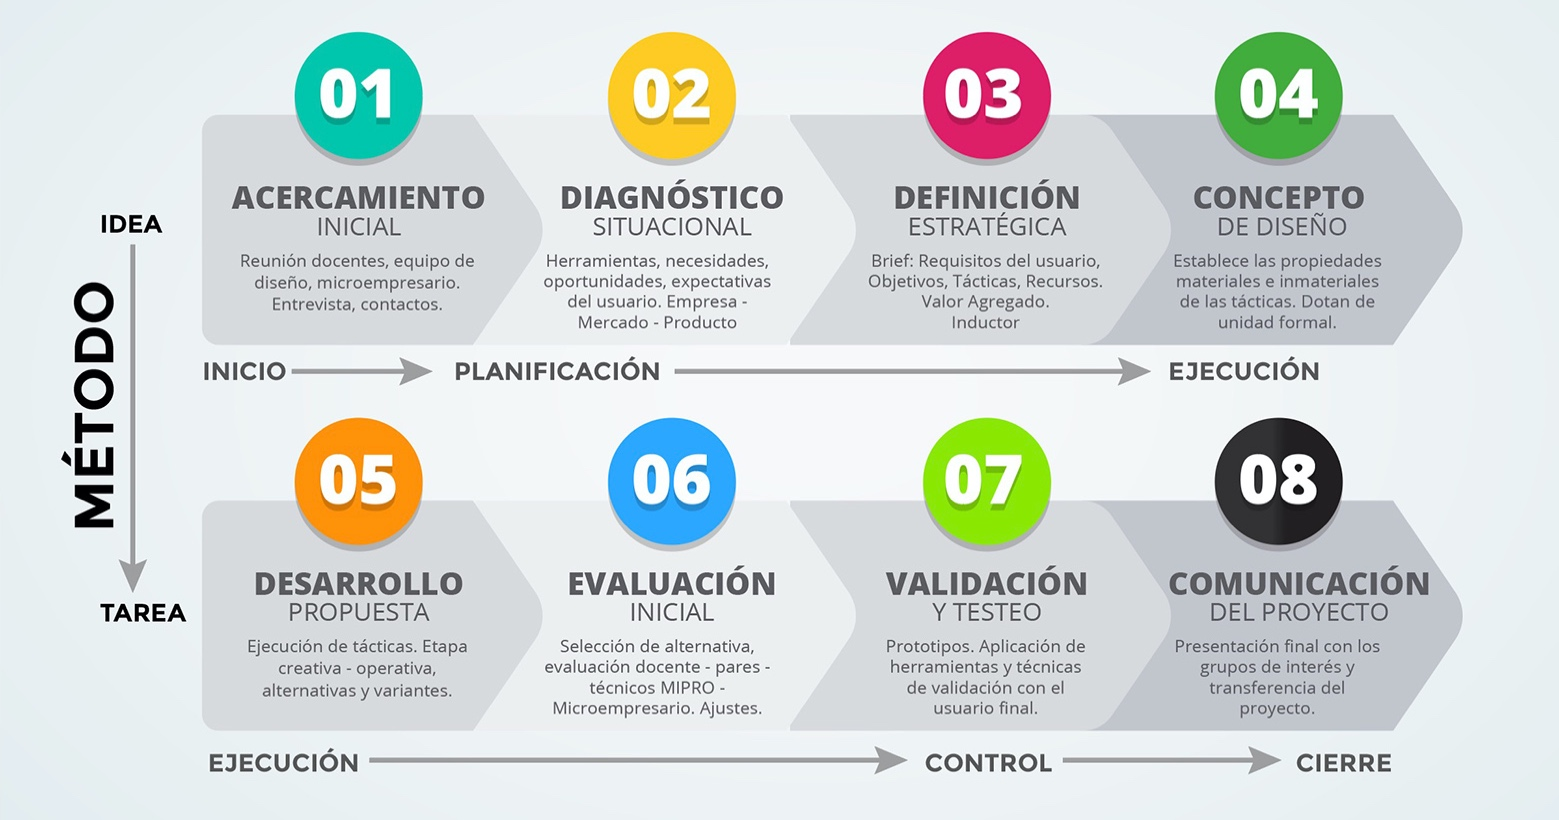 01
ACERCAMIENTO
INICIAL
Reunión docentes, equipo de
diseño, microempresario.
Entrevista, contactos.
02
DIAGNÓSTICO
SITUACIONAL
Herramientas, necesidades,
oportunidades, expectativas
del usuario. Empresa -
Mercado - Producto
03
DEFINICIÓN
ESTRATÉGICA
Brief: Requisitos del usuario,
Objetivos, Tácticas, Recursos.
Valor Agregado.
Inductor
04
CONCEPTO
DE DISEÑO
Establece las propiedades
materiales e inmateriales
de las tácticas. Dotan de
unidad formal.
IDEA
MÉTODO
TAREA
INICIO
PLANIFICACIÓN
EJECUCIÓN
05
DESARROLLO
PROPUESTA
Ejecución de tácticas. Etapa
creativa - operativa,
alternativas y variantes.
06
EVALUACIÓN
INICIAL
Selección de alternativa,
evaluación docente - pares -
técnicos MIPRO -
Microempresario. Ajustes.
07
VALIDACIÓN
Y TESTEO
Prototipos. Aplicación de
herramientas y técnicas
de validación con el
usuario final.
08
COMUNICACIÓN
DEL PROYECTO
Presentación final con los
grupos de interés y
transferencia del
proyecto.
EJECUCIÓN
CONTROL
CIERRE